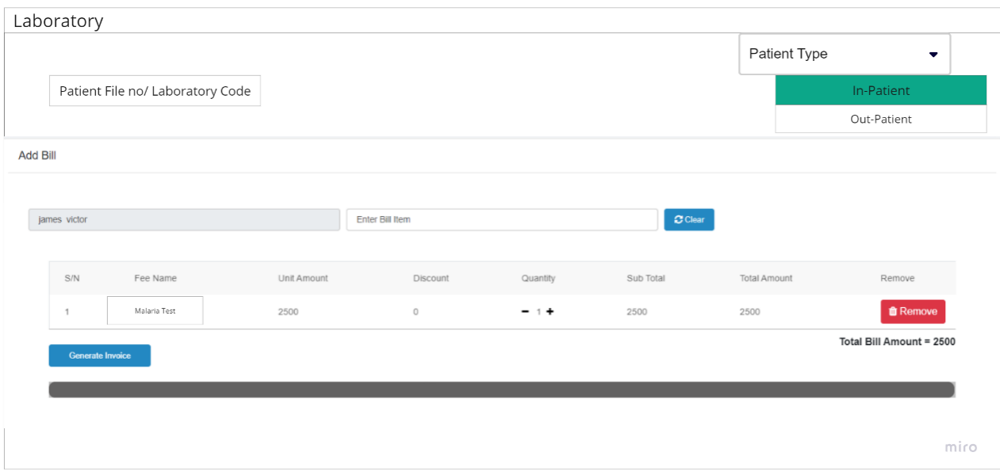 Laboratory
Patient Type
Patient File no/ Laboratory Code
In-Patient
Out-Patient
Add Bill
james victor
Enter Bill Item
Clear
S/N Fee Name Unit Amount Discount Quantity Sub Total Total Amount Remove
1 Malaria Test 2500 0 - 1 + 2500 2500 Remove
Total Bill Amount = 2500
Generate Invoice
miro